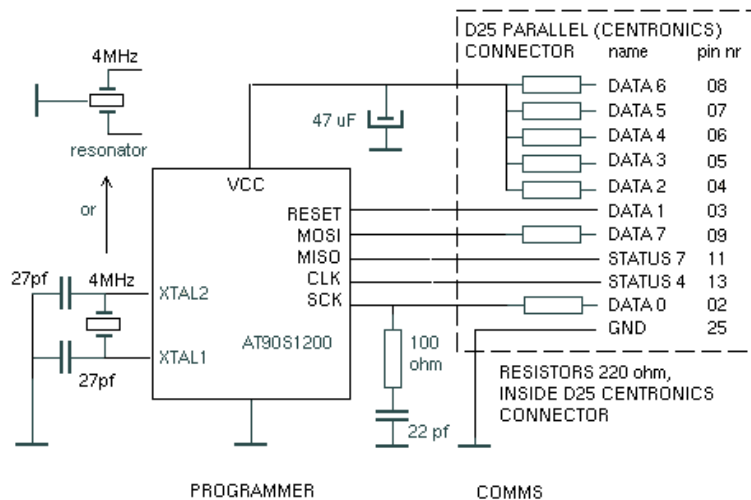 D25 PARALLEL (CENTRONICS)
CONNECTOR name pin nr
4MHz
DATA 6 08
DATA 5 07
47 uF
DATA 4 06
resonator
DATA 3 05
VCC
DATA 2 04
or
RESET
DATA 1 03
MOSI
DATA 7 09
MISO
STATUS 7 11
27pf
4MHz
CLK
STATUS 4 13
XTAL2
SCK
DATA 0 02
GND 25
AT90S1200
100
ohm
XTAL1
27pf
RESISTORS 220 ohm,
INSIDE D25 CENTRONICS
CONNECTOR
22 pf
PROGRAMMER
COMMS